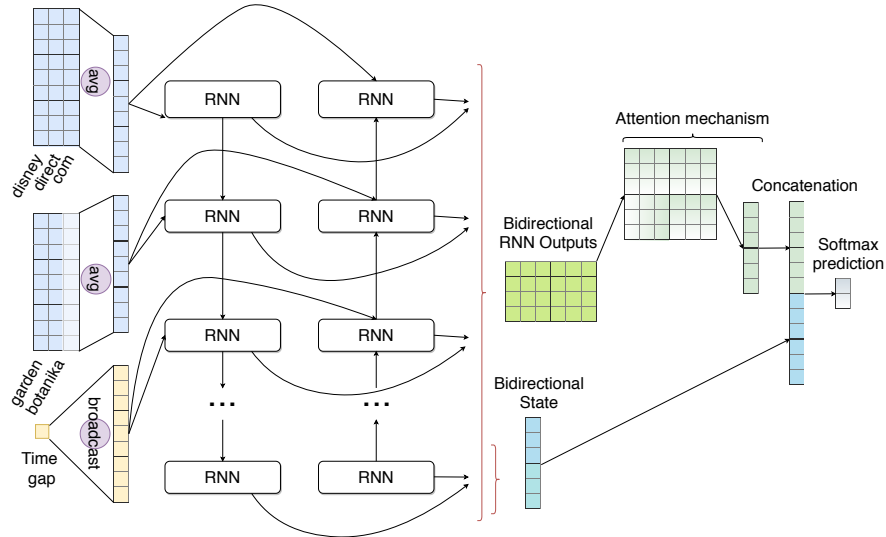 avg
disney
direct
com
RNN
RNN
avg
garden
botanika
RNN
RNN
broadcast
Time
gap
RNN
RNN
...
...
RNN
RNN
Bidirectional
RNN Outputs
Bidirectional
State
Attention mechanism
Concatenation
Softmax
prediction